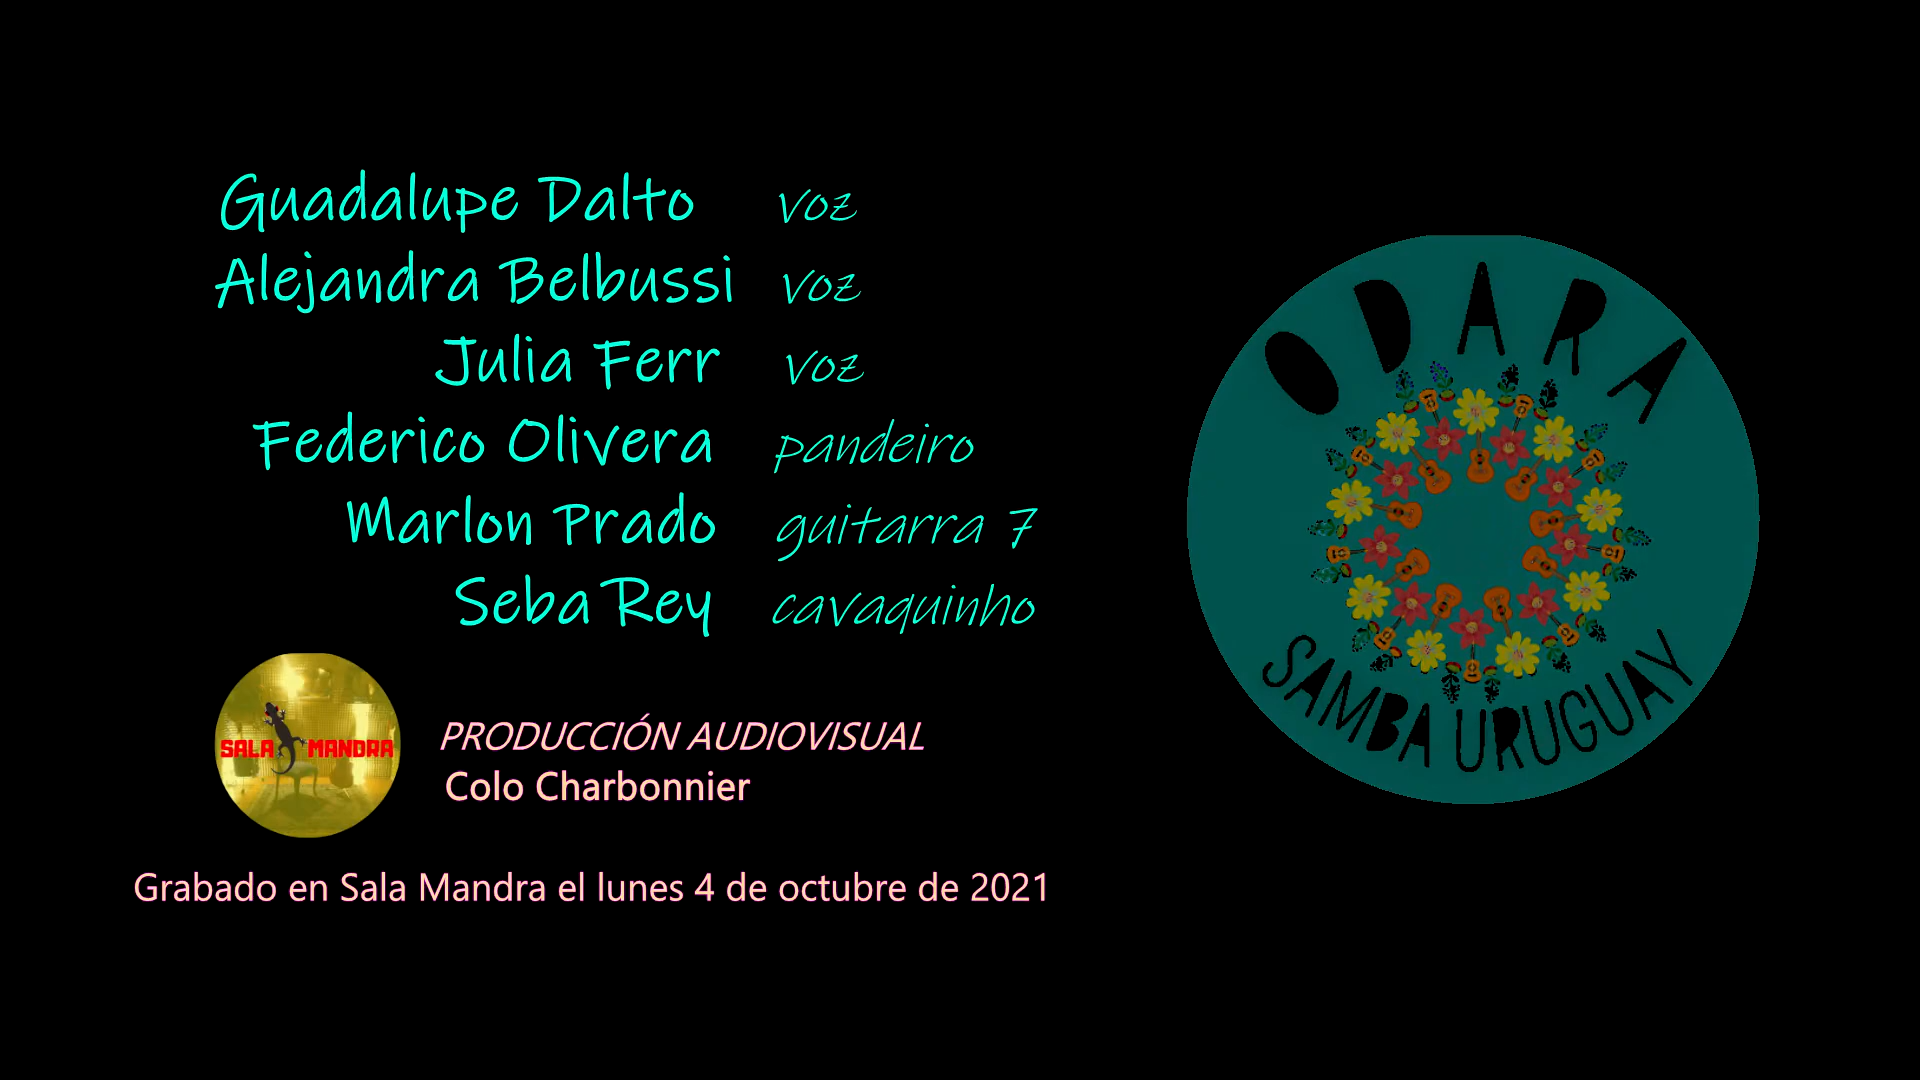 Guadalupe Dalto voz
Alejandra Belbussi voz
Julia Ferr voz
Federico Olivera pandeiro
Marlon Prado guitarra 7
Seba Rey cavaquinho
SALA MANDRA
PRODUCCIÓN AUDIOVISUAL
Colo Charbonnier
Grabado en Sala Mandra el lunes 4 de octubre de 2021
ODARA
SAMBA URUGUAY